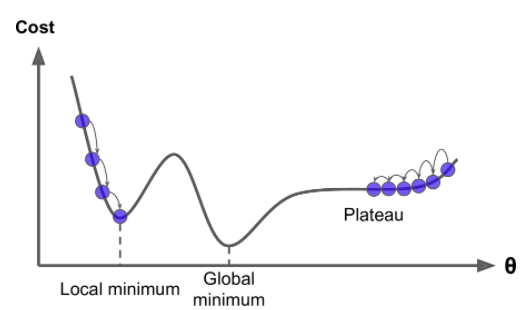 Cost
Plateau
θ
Local minimum
Global
minimum